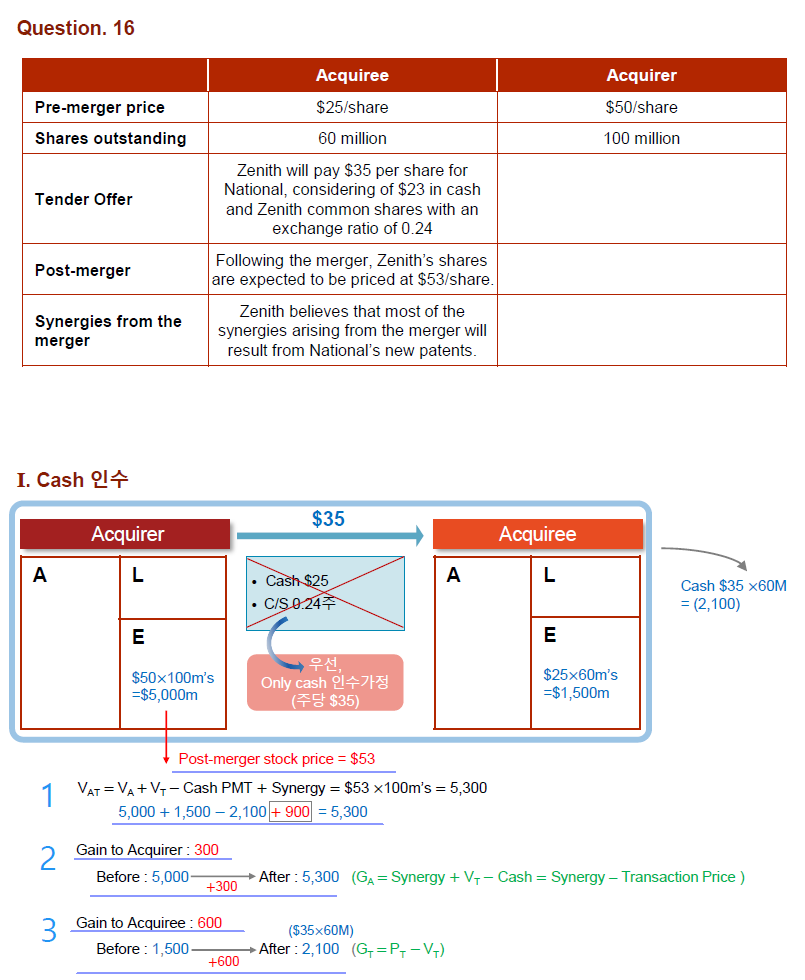 Question. 16
Acquiree
Acquirer
Pre-merger price
$25/share
$50/share
Shares outstanding
60 million
100 million
Tender Offer
Zenith will pay $35 per share for
National, considering of $23 in cash
and Zenith common shares with an
exchange ratio of 0.24
Post-merger
Following the merger, Zenith's shares
are expected to be priced at $53/share.
Synergies from the
merger
Zenith believes that most of the
synergies arising from the merger will
result from National's new patents.
I. Cash 인수
Acquirer
$35
Acquiree
A
L
E
$50×100m's
=$5,000m
• Cash $25
• C/S 0.24주
우선,
Only cash 인수가정
(주당 $35)
A
L
E
$25×60m's
=$1,500m
Cash $35 ×60M
= (2,100)
Post-merger stock price = $53
1
V_AT = V_A + V_T – Cash PMT + Synergy = $53 ×100m's = 5,300
5,000 + 1,500 – 2,100 + 900 = 5,300
2
Gain to Acquirer : 300
Before : 5,000 After : 5,300 (G_A = Synergy + V_T – Cash = Synergy – Transaction Price )
+300
3
Gain to Acquiree : 600
($35×60M)
Before : 1,500 After : 2,100 (G_T = P_T – V_T)
+600